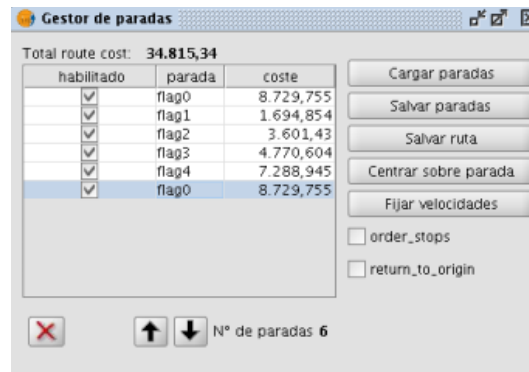 Gestor de paradas
Total route cost: 34.815,34
habilitado parada coste
flag0 8.729,755
flag1 1.694,854
flag2 3.601,43
flag3 4.770,604
flag4 7.288,945
flag0 8.729,755
Cargar paradas
Salvar paradas
Salvar ruta
Centrar sobre parada
Fijar velocidades
order_stops
return_to_origin
Nº de paradas 6